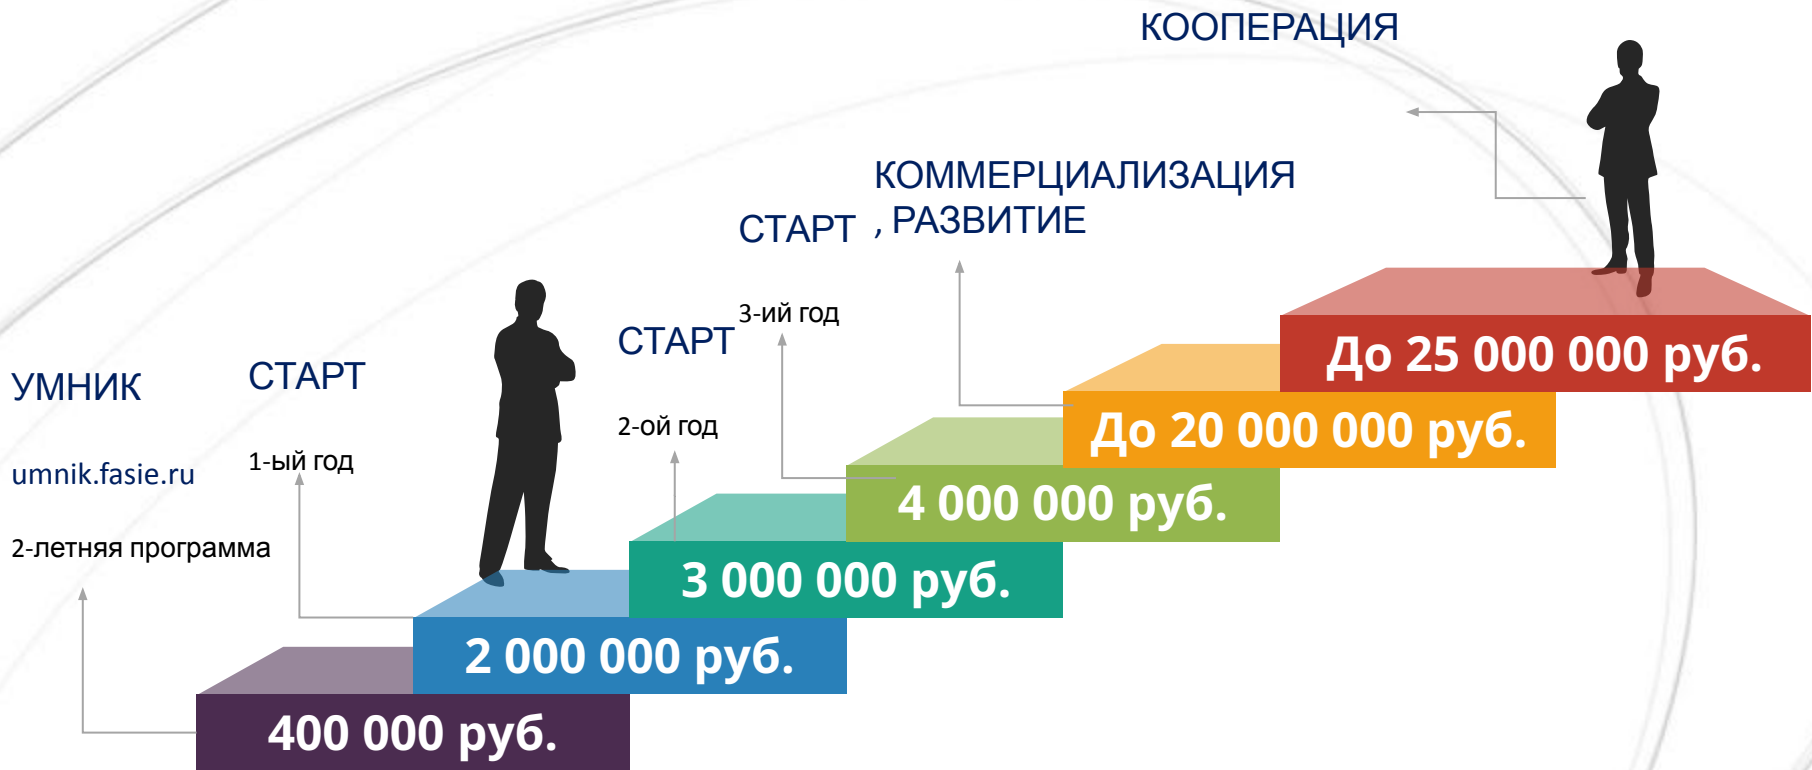 КООПЕРАЦИЯ
КОММЕРЦИАЛИЗАЦИЯ
, РАЗВИТИЕ
СТАРТ
3-ий год
СТАРТ
2-ой год
СТАРТ
1-ый год
УМНИК
umnik.fasie.ru
2-летняя программа
До 25 000 000 руб.
До 20 000 000 руб.
4 000 000 руб.
3 000 000 руб.
2 000 000 руб.
400 000 руб.